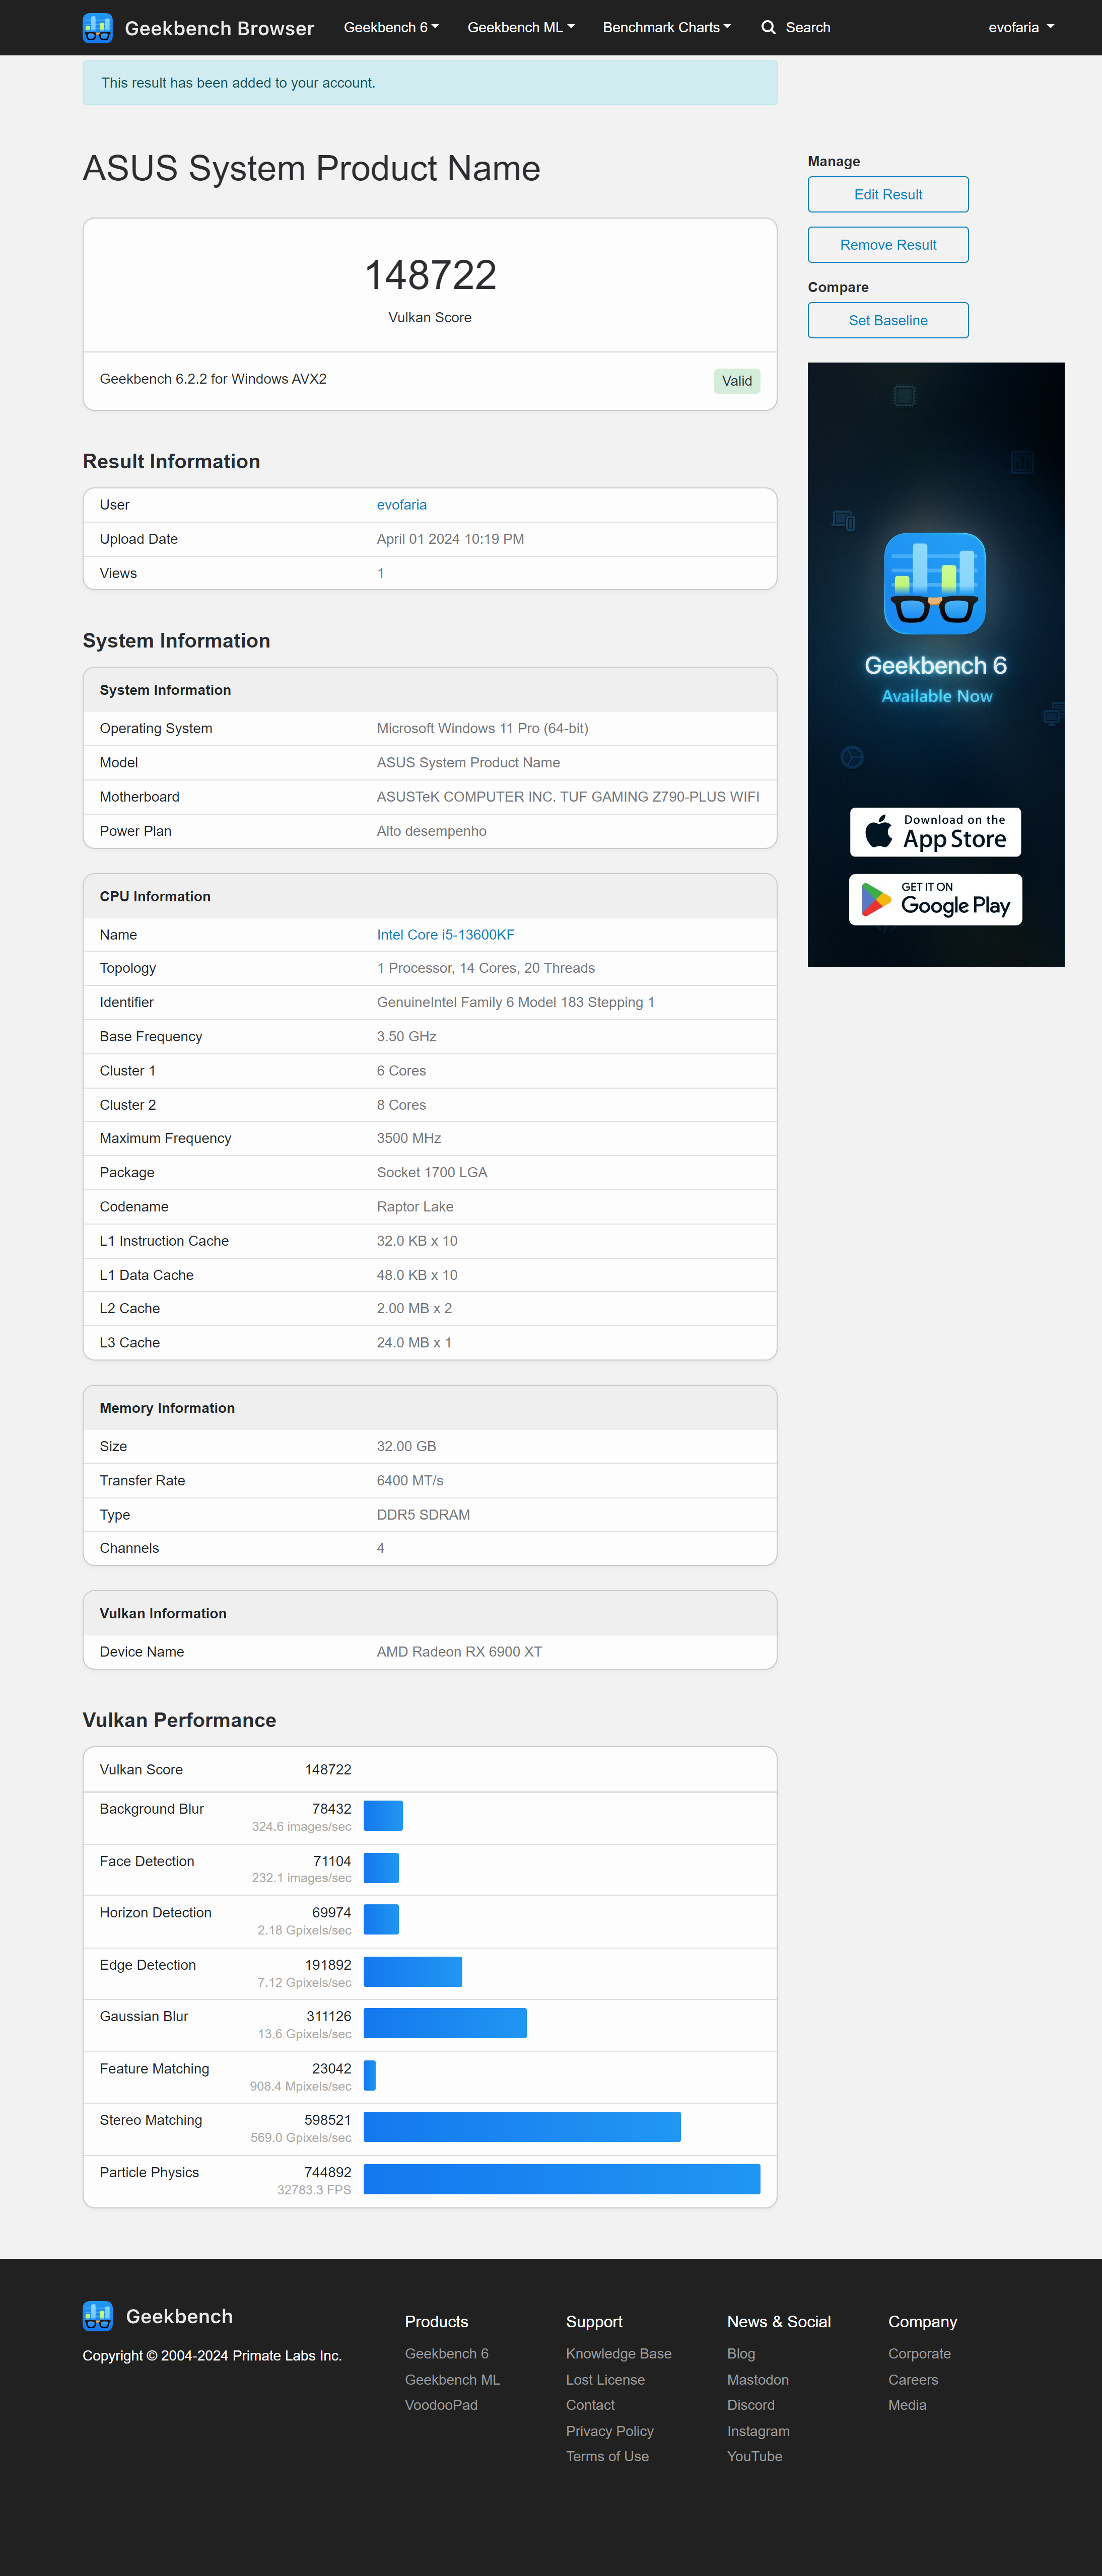 Geekbench Browser Geekbench 6 Geekbench ML Benchmark Charts Search evofaria
This result has been added to your account.
ASUS System Product Name
148722
Vulkan Score
Geekbench 6.2.2 for Windows AVX2 Valid
Result Information
User evofaria
Upload Date April 01 2024 10:19 PM
Views 1
System Information
System Information
Operating System Microsoft Windows 11 Pro (64-bit)
Model ASUS System Product Name
Motherboard ASUSTeK COMPUTER INC. TUF GAMING Z790-PLUS WIFI
Power Plan Alto desempenho
CPU Information
Name Intel Core i5-13600KF
Topology 1 Processor, 14 Cores, 20 Threads
Identifier GenuineIntel Family 6 Model 183 Stepping 1
Base Frequency 3.50 GHz
Cluster 1 6 Cores
Cluster 2 8 Cores
Maximum Frequency 3500 MHz
Package Socket 1700 LGA
Codename Raptor Lake
L1 Instruction Cache 32.0 KB x 10
L1 Data Cache 48.0 KB x 10
L2 Cache 2.00 MB x 2
L3 Cache 24.0 MB x 1
Memory Information
Size 32.00 GB
Transfer Rate 6400 MT/s
Type DDR5 SDRAM
Channels 4
Vulkan Information
Device Name AMD Radeon RX 6900 XT
Vulkan Performance
Vulkan Score 148722
Background Blur 78432
324.6 images/sec
Face Detection 71104
232.1 images/sec
Horizon Detection 69974
2.18 Gpixels/sec
Edge Detection 191892
7.12 Gpixels/sec
Gaussian Blur 311126
13.6 Gpixels/sec
Feature Matching 23042
908.4 Mpixels/sec
Stereo Matching 598521
569.0 Gpixels/sec
Particle Physics 744892
32783.3 FPS
Manage
Edit Result
Remove Result
Compare
Set Baseline
Geekbench 6
Available Now
Download on the
App Store
GET IT ON
Google Play
Geekbench
Copyright © 2004-2024 Primate Labs Inc.
Products
Geekbench 6
Geekbench ML
VoodooPad
Support
Knowledge Base
Lost License
Contact
Privacy Policy
Terms of Use
News & Social
Blog
Mastodon
Discord
Instagram
YouTube
Company
Corporate
Careers
Media